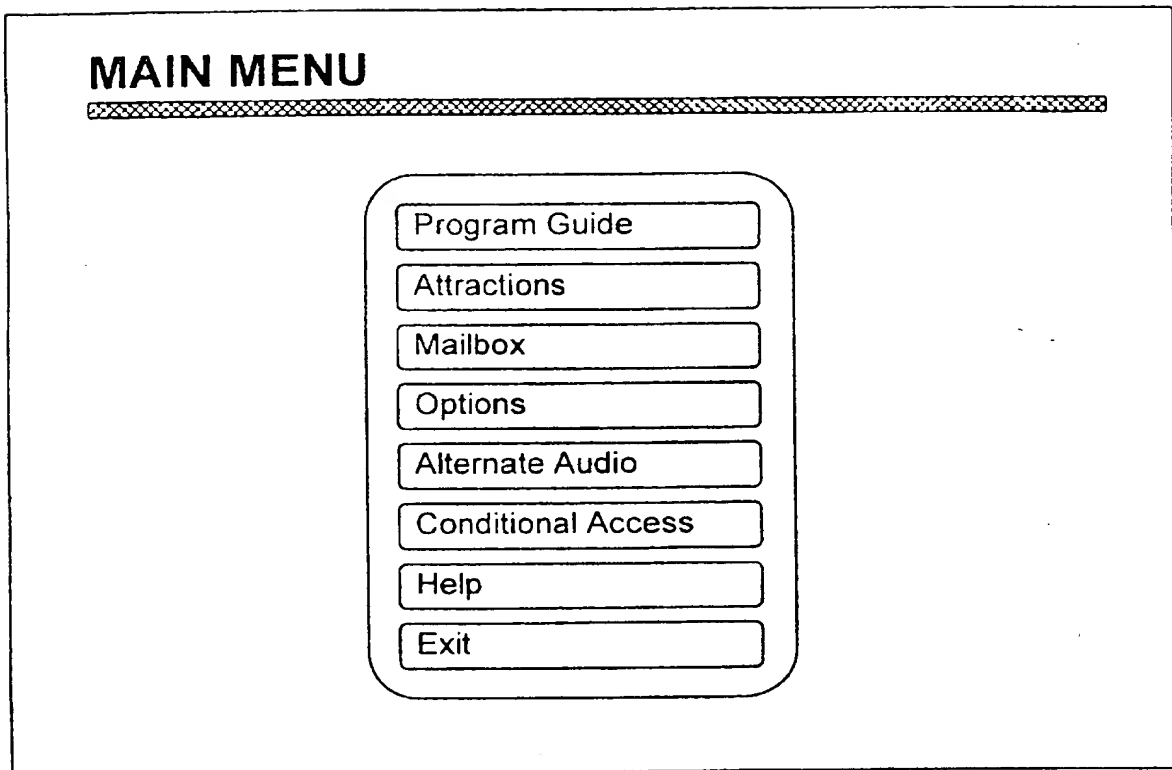 MAIN MENU
Program Guide
Attractions
Mailbox
Options
Alternate Audio
Conditional Access
Help
Exit